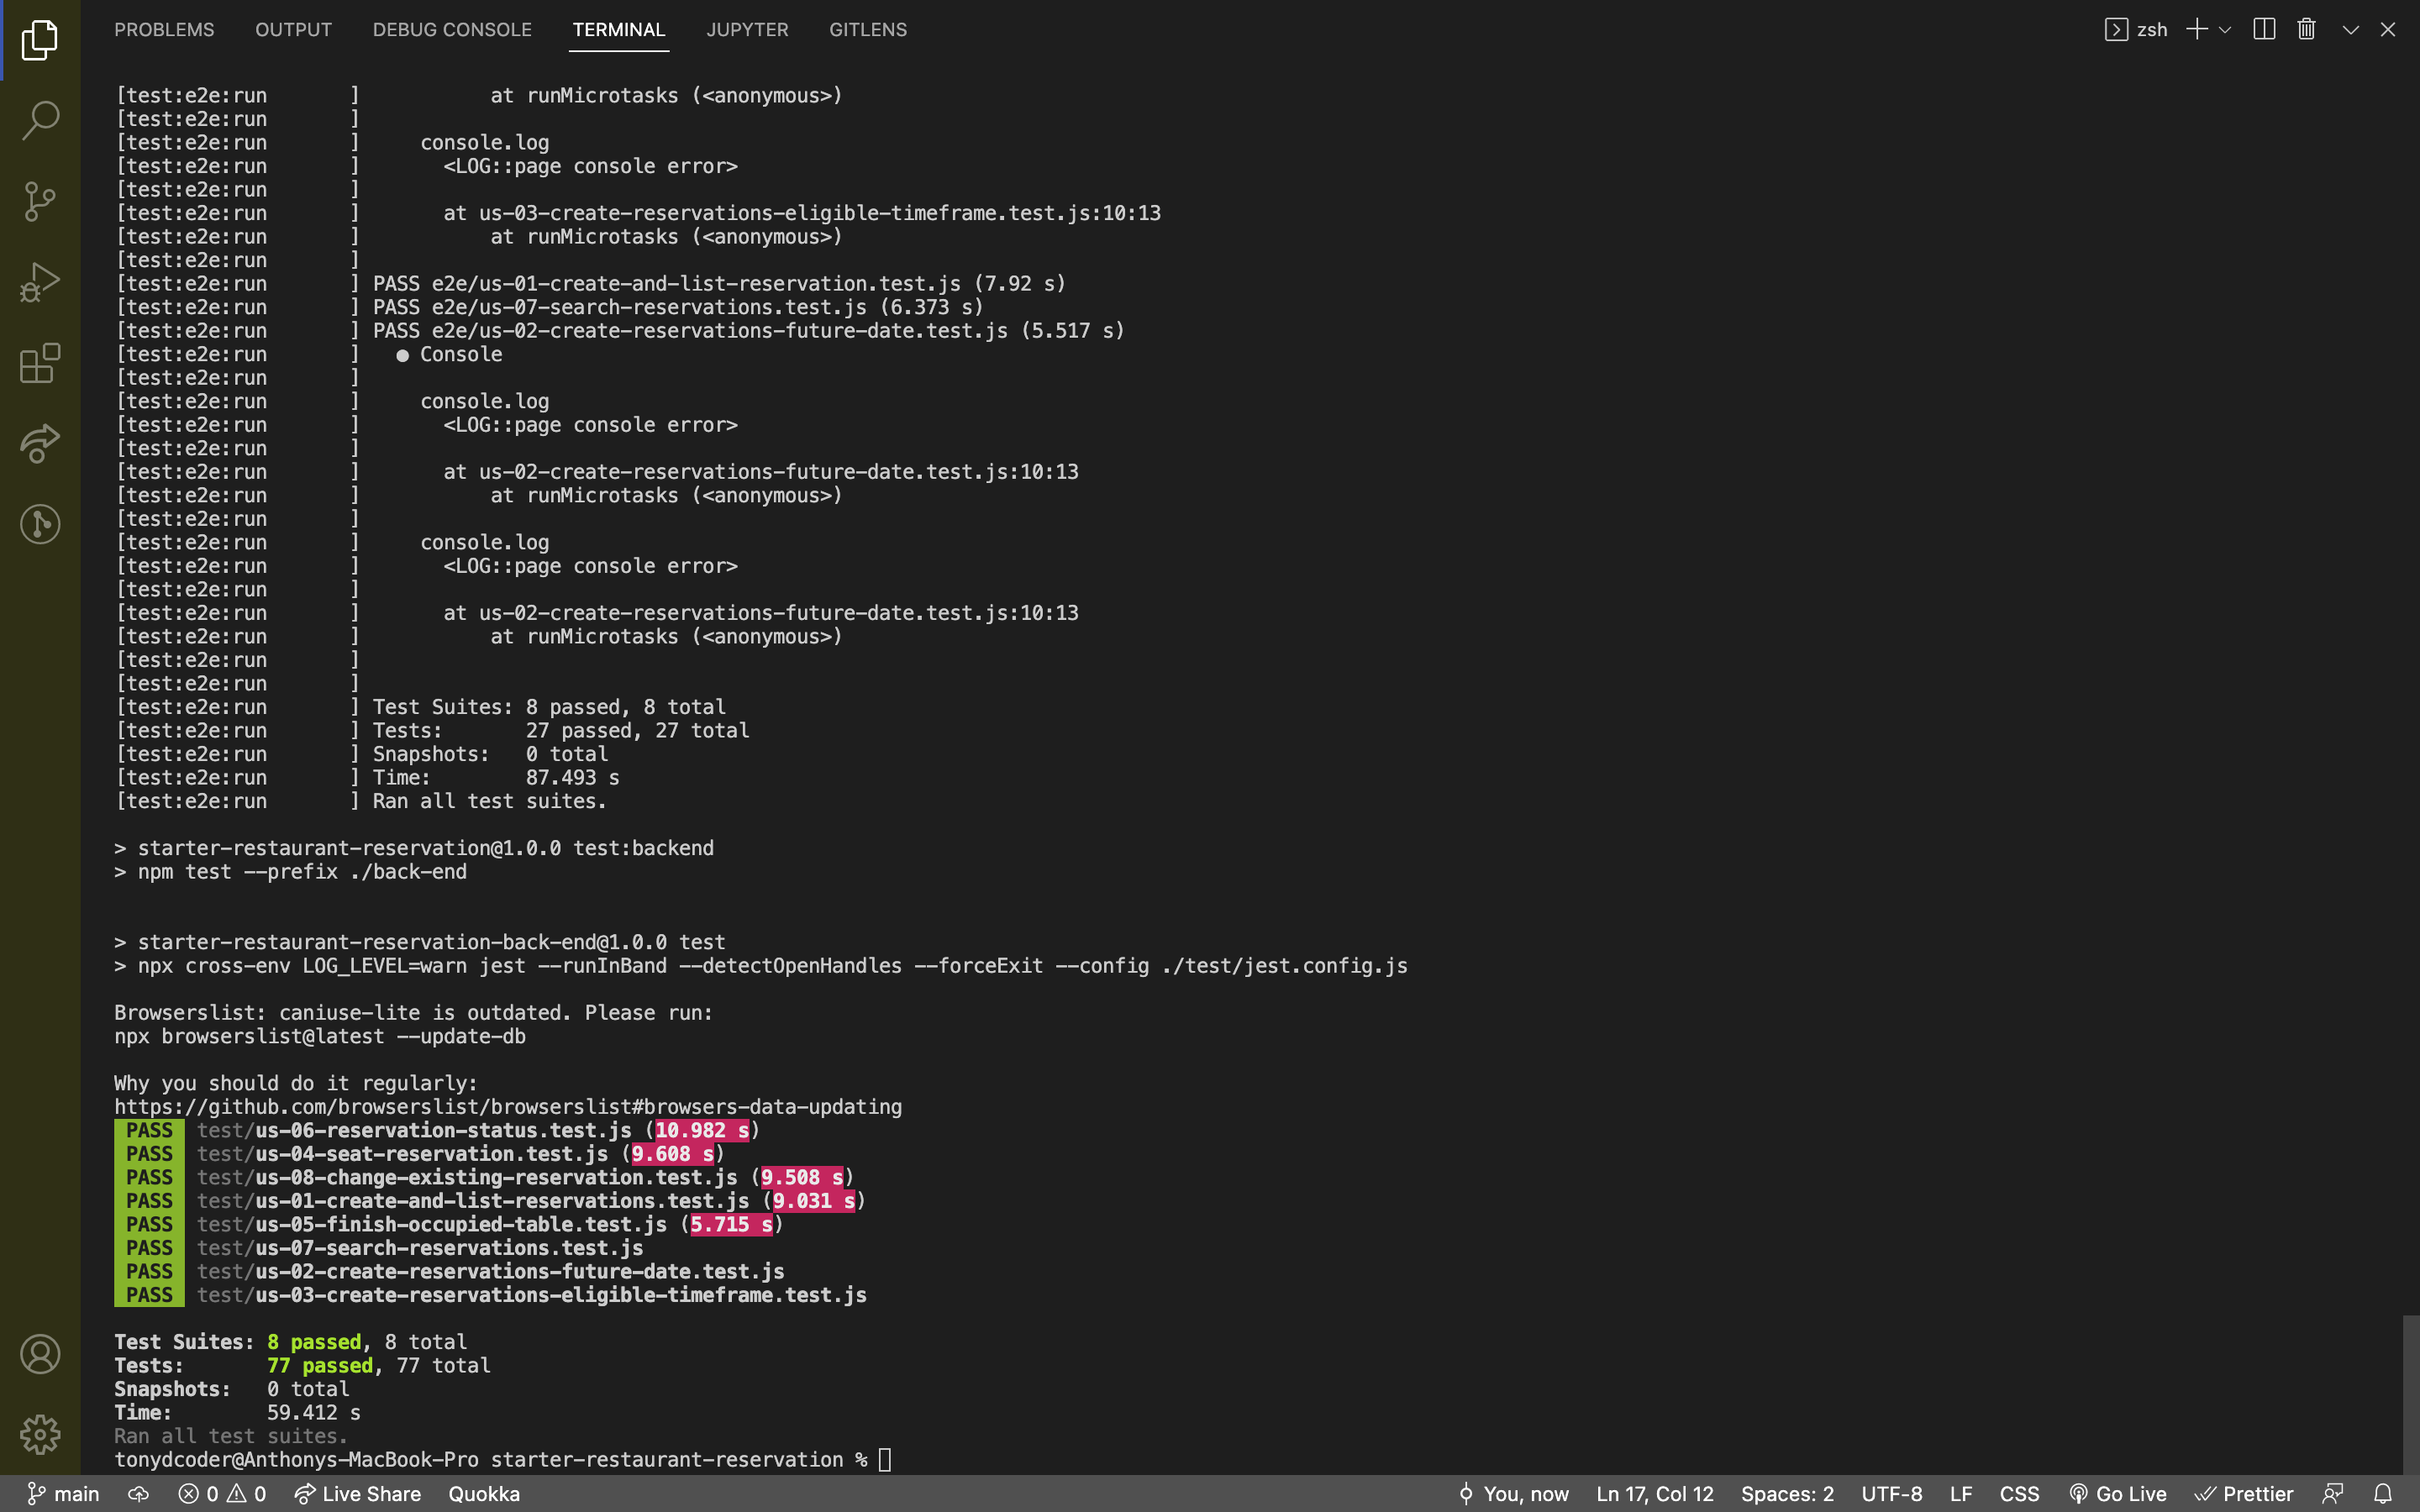 PROBLEMS OUTPUT DEBUG CONSOLE TERMINAL JUPYTER GITLENS zsh
[test:e2e:run       ]           at runMicrotasks (<anonymous>)
[test:e2e:run       ]
[test:e2e:run       ]     console.log
[test:e2e:run       ]       <LOG::page console error>
[test:e2e:run       ]
[test:e2e:run       ]       at us-03-create-reservations-eligible-timeframe.test.js:10:13
[test:e2e:run       ]           at runMicrotasks (<anonymous>)
[test:e2e:run       ]
[test:e2e:run       ] PASS e2e/us-01-create-and-list-reservation.test.js (7.92 s)
[test:e2e:run       ] PASS e2e/us-07-search-reservations.test.js (6.373 s)
[test:e2e:run       ] PASS e2e/us-02-create-reservations-future-date.test.js (5.517 s)
[test:e2e:run       ]   ● Console
[test:e2e:run       ]
[test:e2e:run       ]     console.log
[test:e2e:run       ]       <LOG::page console error>
[test:e2e:run       ]
[test:e2e:run       ]       at us-02-create-reservations-future-date.test.js:10:13
[test:e2e:run       ]           at runMicrotasks (<anonymous>)
[test:e2e:run       ]
[test:e2e:run       ]     console.log
[test:e2e:run       ]       <LOG::page console error>
[test:e2e:run       ]
[test:e2e:run       ]       at us-02-create-reservations-future-date.test.js:10:13
[test:e2e:run       ]           at runMicrotasks (<anonymous>)
[test:e2e:run       ]
[test:e2e:run       ]
[test:e2e:run       ] Test Suites: 8 passed, 8 total
[test:e2e:run       ] Tests:       27 passed, 27 total
[test:e2e:run       ] Snapshots:   0 total
[test:e2e:run       ] Time:        87.493 s
[test:e2e:run       ] Ran all test suites.
> starter-restaurant-reservation@1.0.0 test:backend
> npm test --prefix ./back-end
> starter-restaurant-reservation-back-end@1.0.0 test
> npx cross-env LOG_LEVEL=warn jest --runInBand --detectOpenHandles --forceExit --config ./test/jest.config.js
Browserslist: caniuse-lite is outdated. Please run:
npx browserslist@latest --update-db
Why you should do it regularly:
https://github.com/browserslist/browserslist#browsers-data-updating
PASS test/us-06-reservation-status.test.js (10.982 s)
PASS test/us-04-seat-reservation.test.js (9.608 s)
PASS test/us-08-change-existing-reservation.test.js (9.508 s)
PASS test/us-01-create-and-list-reservations.test.js (9.031 s)
PASS test/us-05-finish-occupied-table.test.js (5.715 s)
PASS test/us-07-search-reservations.test.js
PASS test/us-02-create-reservations-future-date.test.js
PASS test/us-03-create-reservations-eligible-timeframe.test.js
Test Suites: 8 passed, 8 total
Tests:       77 passed, 77 total
Snapshots:   0 total
Time:        59.412 s
Ran all test suites.
tonydcoder@Anthonys-MacBook-Pro starter-restaurant-reservation %
main 0 0 Live Share Quokka You, now Ln 17, Col 12 Spaces: 2 UTF-8 LF CSS Go Live Prettier